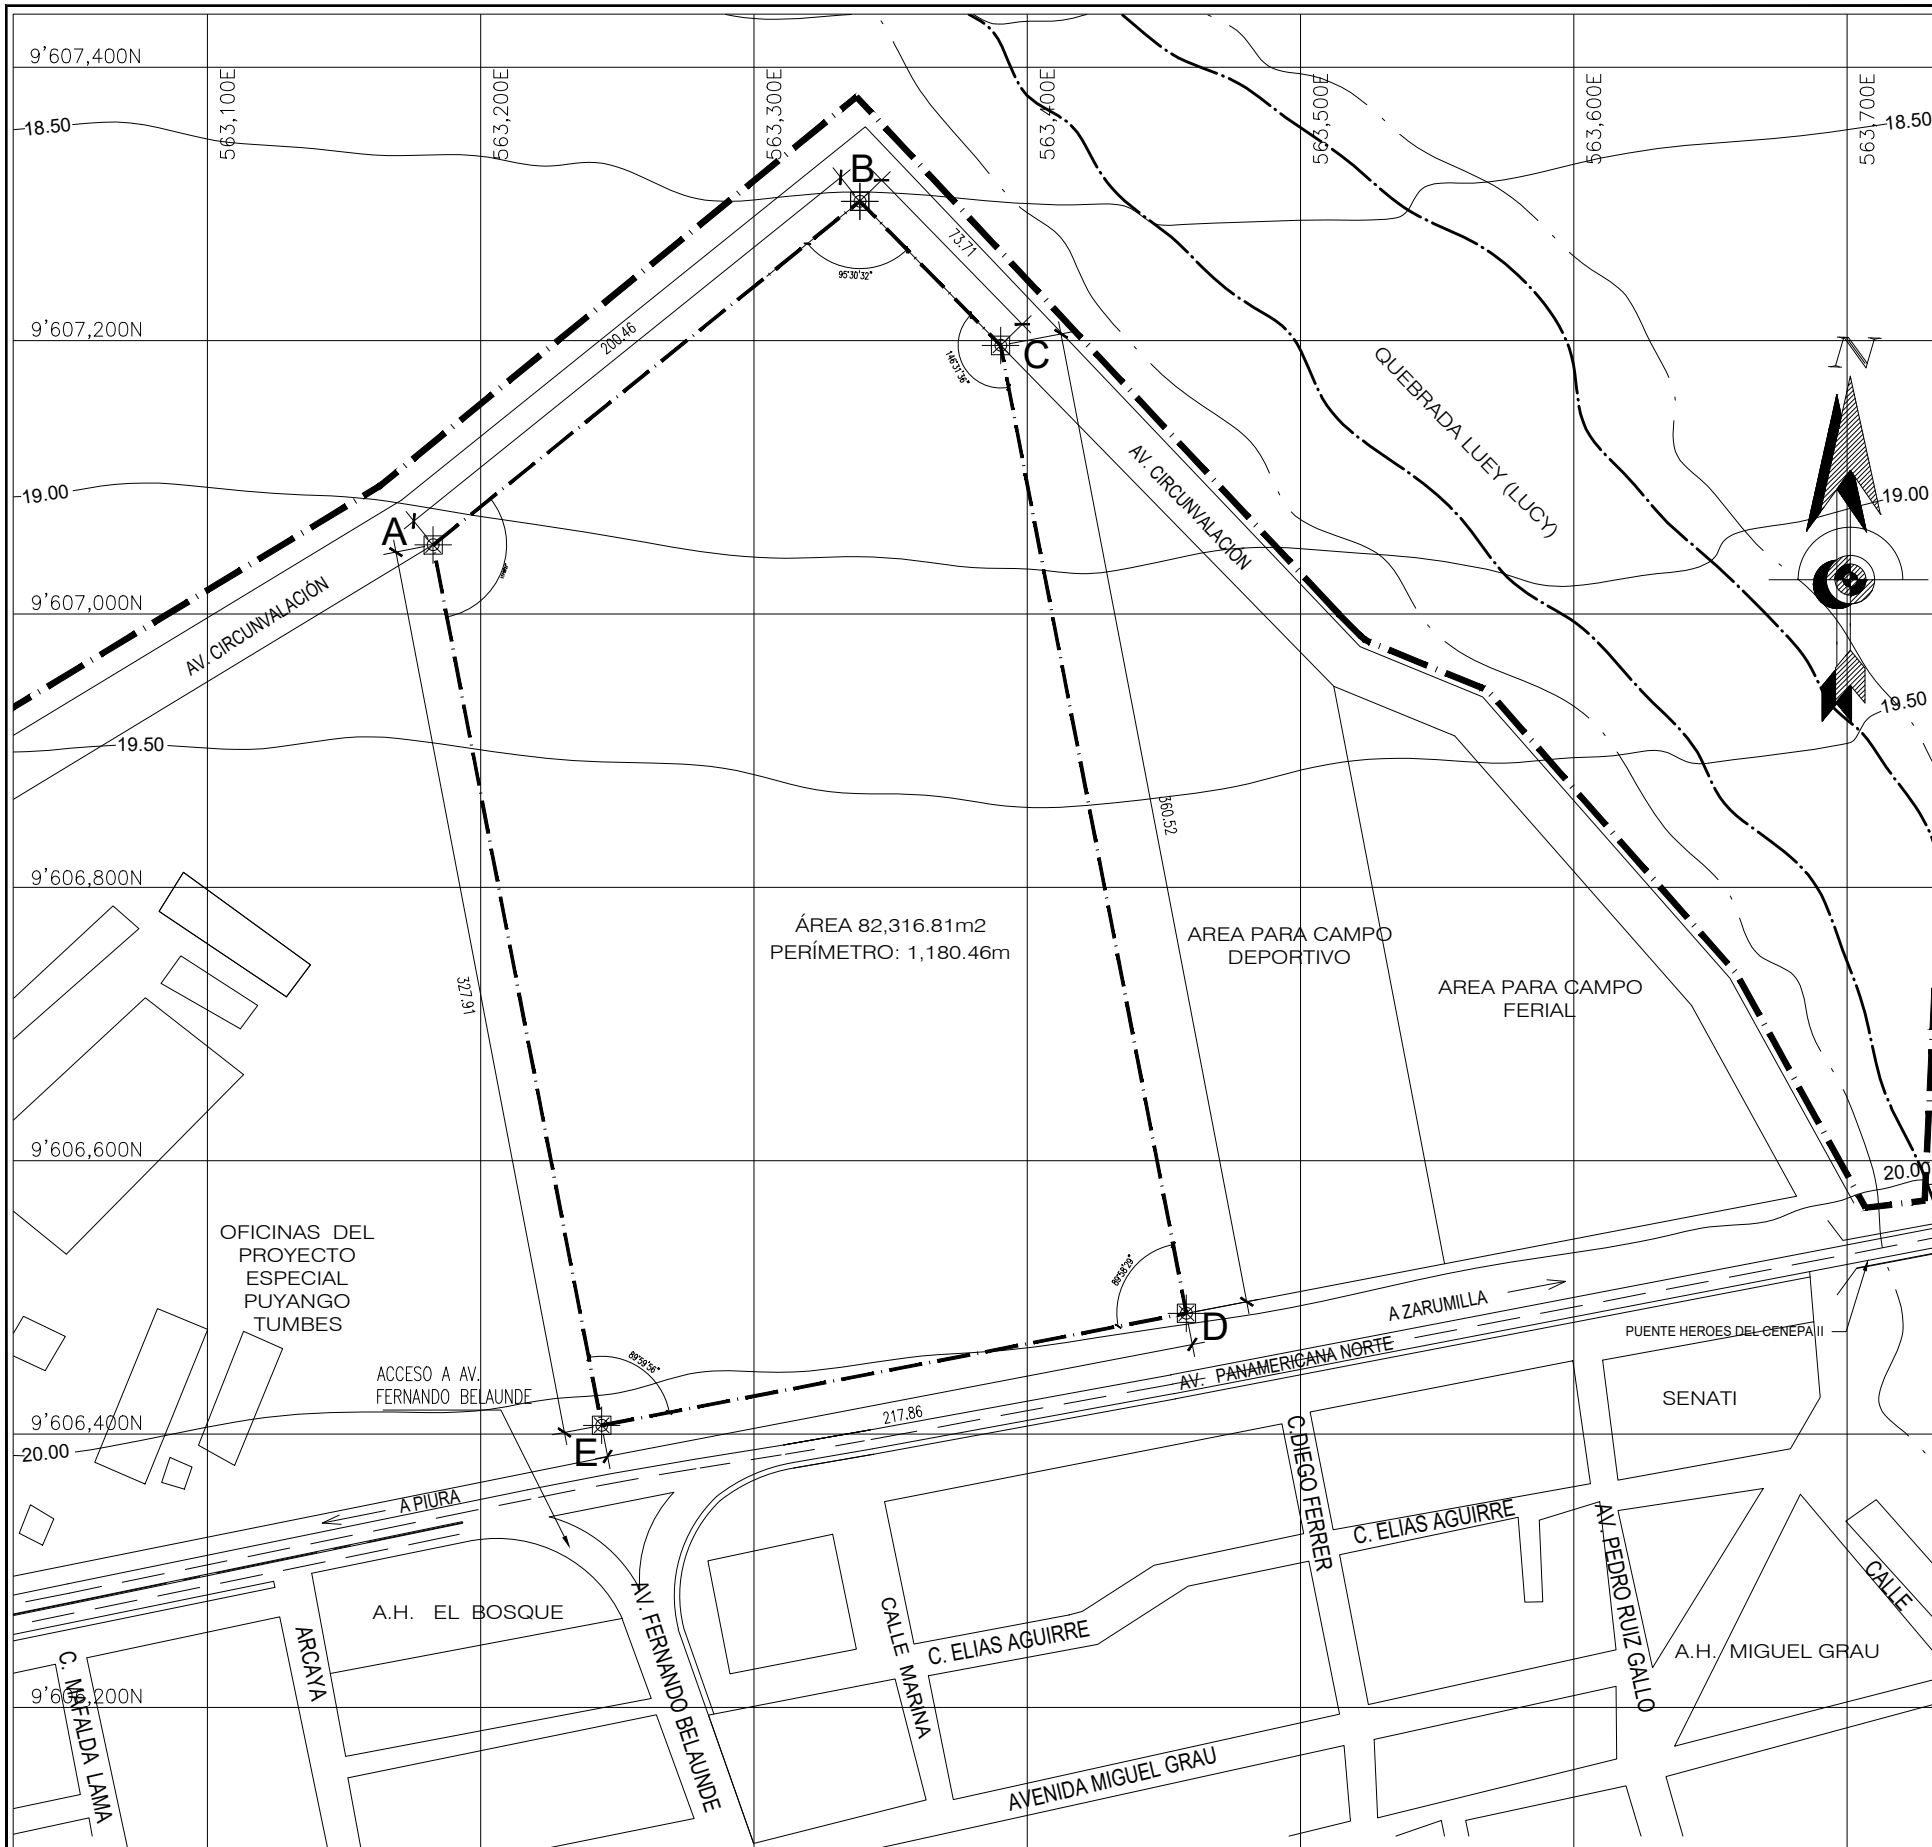 9'607,400N
563,100E
563,200E
563,300E
563,400E
563,500E
563,600E
563,700E
18.50
18.50
B
73.71
95°30'32"
9'607,200N
200.46
C
146°31'36"
N
QUEBRADA LUEY (LUCY)
AV. CIRCUNVALACIÓN
19.00
19.00
A
9'607,000N
AV. CIRCUNVALACIÓN
19.50
19.50
360.52
9'606,800N
ÁREA 82,316.81m2
PERÍMETRO: 1,180.46m
AREA PARA CAMPO
DEPORTIVO
327.91
AREA PARA CAMPO
FERIAL
9'606,600N
20.00
OFICINAS DEL
PROYECTO
ESPECIAL
PUYANGO
TUMBES
89°58'29"
D
A ZARUMILLA
PUENTE HEROES DEL CENEPA II
AV. PANAMERICANA NORTE
89°59'56"
ACCESO A AV.
FERNANDO BELAUNDE
SENATI
9'606,400N
217.86
E
20.00
A PIURA
C.DIEGO FERRER
C. ELIAS AGUIRRE
AV. PEDRO RUIZ GALLO
CALLE
A.H. EL BOSQUE
AV. FERNANDO BELAUNDE
CALLE MARINA
C. ELIAS AGUIRRE
ARCAYA
C. MAFALDA LAMA
A.H. MIGUEL GRAU
9'606,200N
AVENIDA MIGUEL GRAU